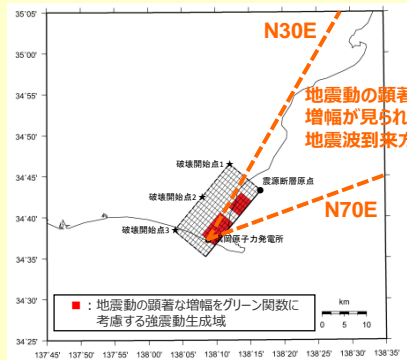 35˚05'
35˚00'
34˚55'
34˚50'
34˚45'
34˚40'
34˚35'
34˚30'
34˚25'
N30E
地震動の顕著
増幅が見られ
地震波到来方
破壊開始点1
震源断層原点
破壊開始点2
N70E
破壊開始点3
岡原子力発電所
■:地震動の顕著な増幅をグリーン関数に
考慮する強震動生成域
km
0 5 10
137˚45' 137˚50' 137˚55' 138˚00' 138˚05' 138˚10' 138˚15' 138˚20' 138˚25' 138˚30' 138˚35'